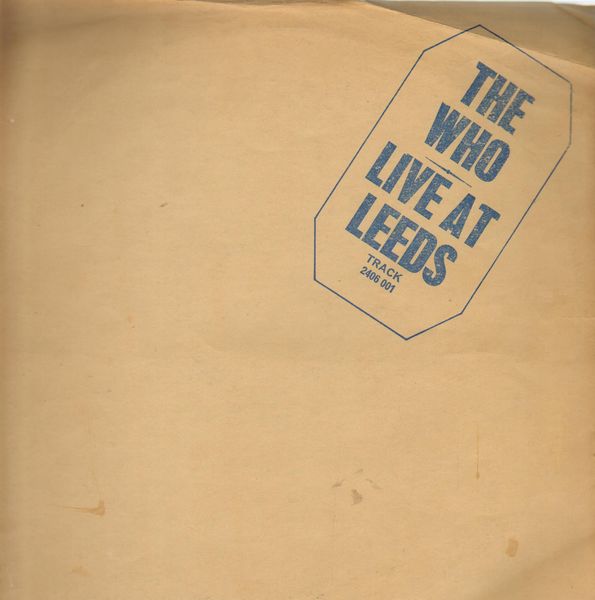 THE
WHO
LIVE AT
LEEDS
TRACK
2406 001